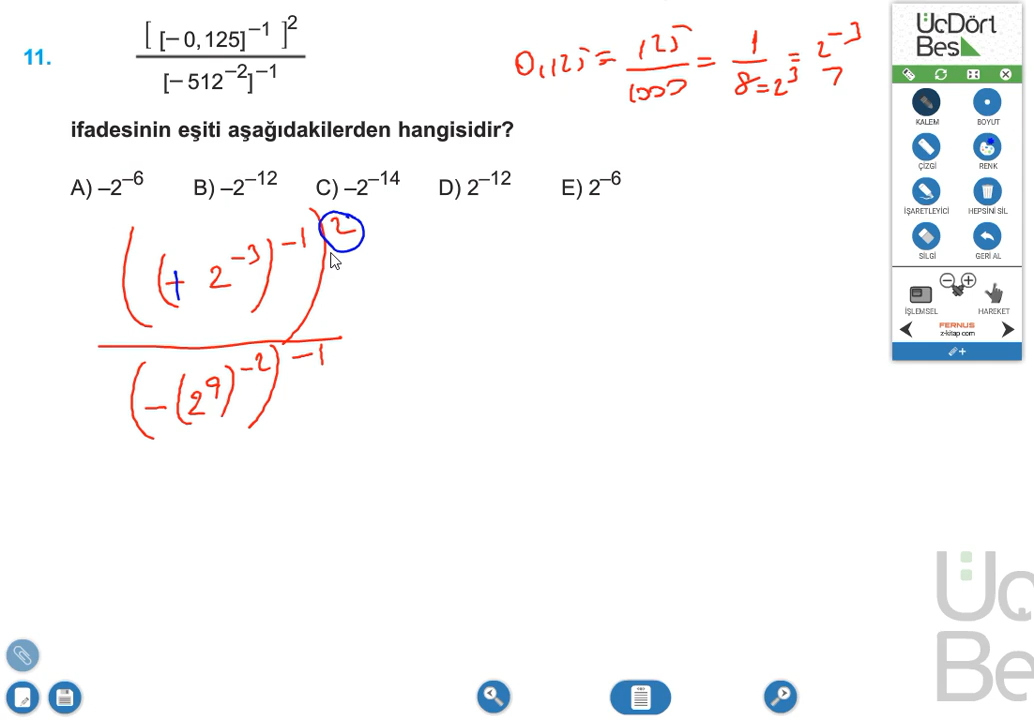 11. [[-0,125]^-1]^2 / [-512^-2]^-1
0,125 = 125/1000 = 1/8=2^3 = 2^-3/7
ifadesinin eşiti aşağıdakilerden hangisidir?
A) –2^–6 B) –2^–12 C) –2^–14 D) 2^–12 E) 2^–6
((+ 2^-3)^-1)^2 / (-(2^9)^-2)^-1
ÜçDört
Beş
KALEM BOYUT
ÇİZGİ RENK
İŞARETLEYİCİ HEPSİNİ SİL
SİLGİ GERİ AL
İŞLEMSEL HAREKET
FERNUS
z-kitap.com